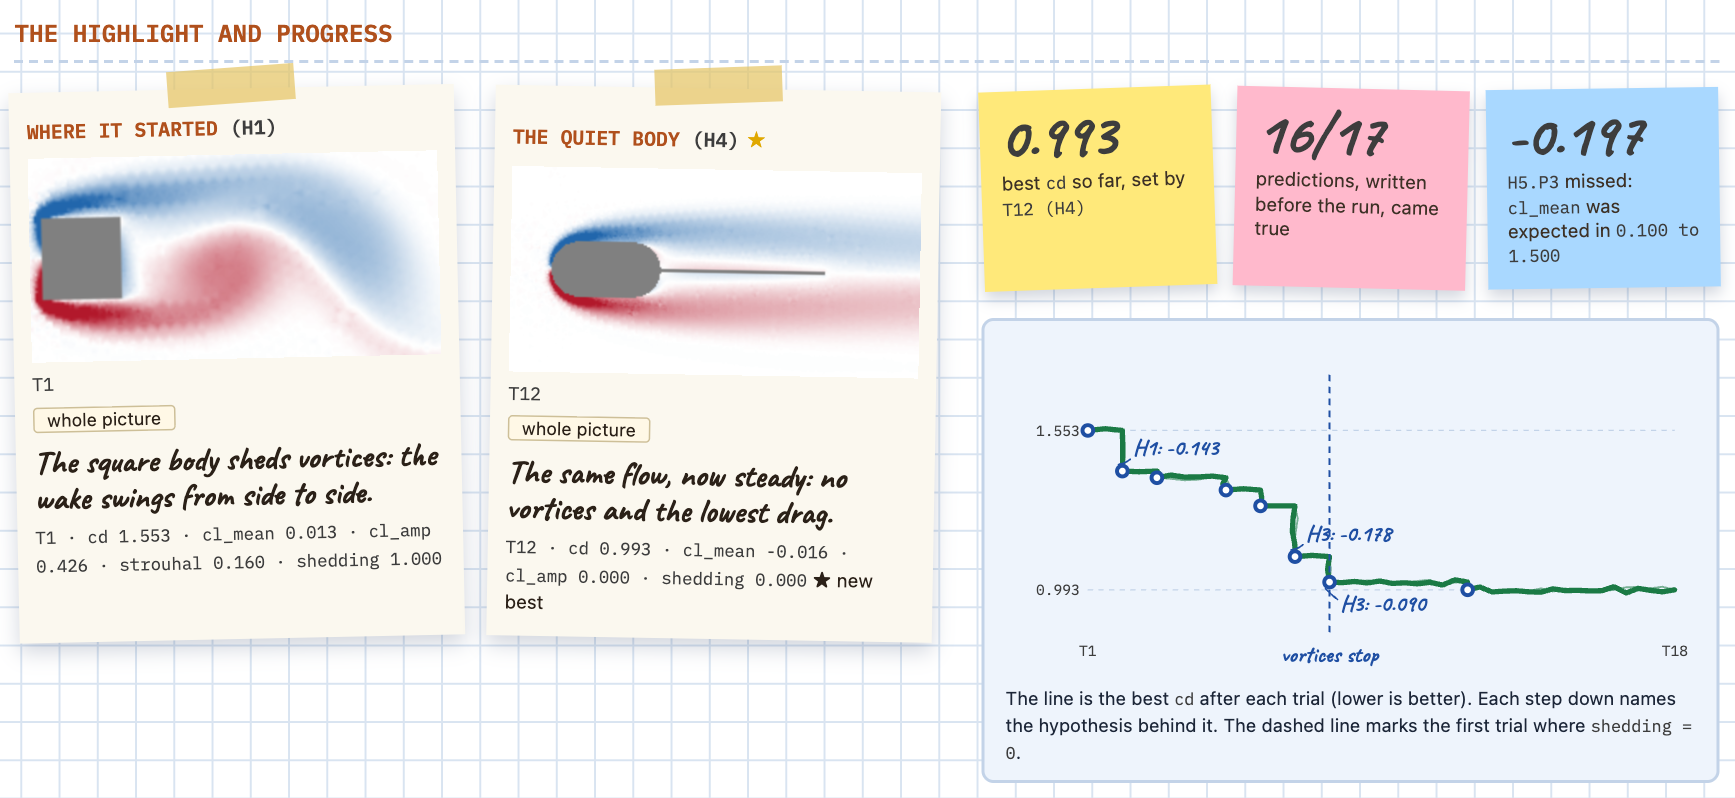 THE HIGHLIGHT AND PROGRESS
WHERE IT STARTED (H1)
T1
whole picture
The square body sheds vortices: the
wake swings from side to side.
T1 · cd 1.553 · cl_mean 0.013 · cl_amp
0.426 · strouhal 0.160 · shedding 1.000
THE QUIET BODY (H4) ★
T12
whole picture
The same flow, now steady: no
vortices and the lowest drag.
T12 · cd 0.993 · cl_mean -0.016 ·
cl_amp 0.000 · shedding 0.000 ★ new
best
0.993
best cd so far, set by
T12 (H4)
16/17
predictions, written
before the run, came
true
-0.197
H5.P3 missed:
cl_mean was
expected in 0.100 to
1.500
1.553
H1: -0.143
H3: -0.178
0.993
H3: -0.090
T1
T18
vortices stop
The line is the best cd after each trial (lower is better). Each step down names
the hypothesis behind it. The dashed line marks the first trial where shedding =
0.